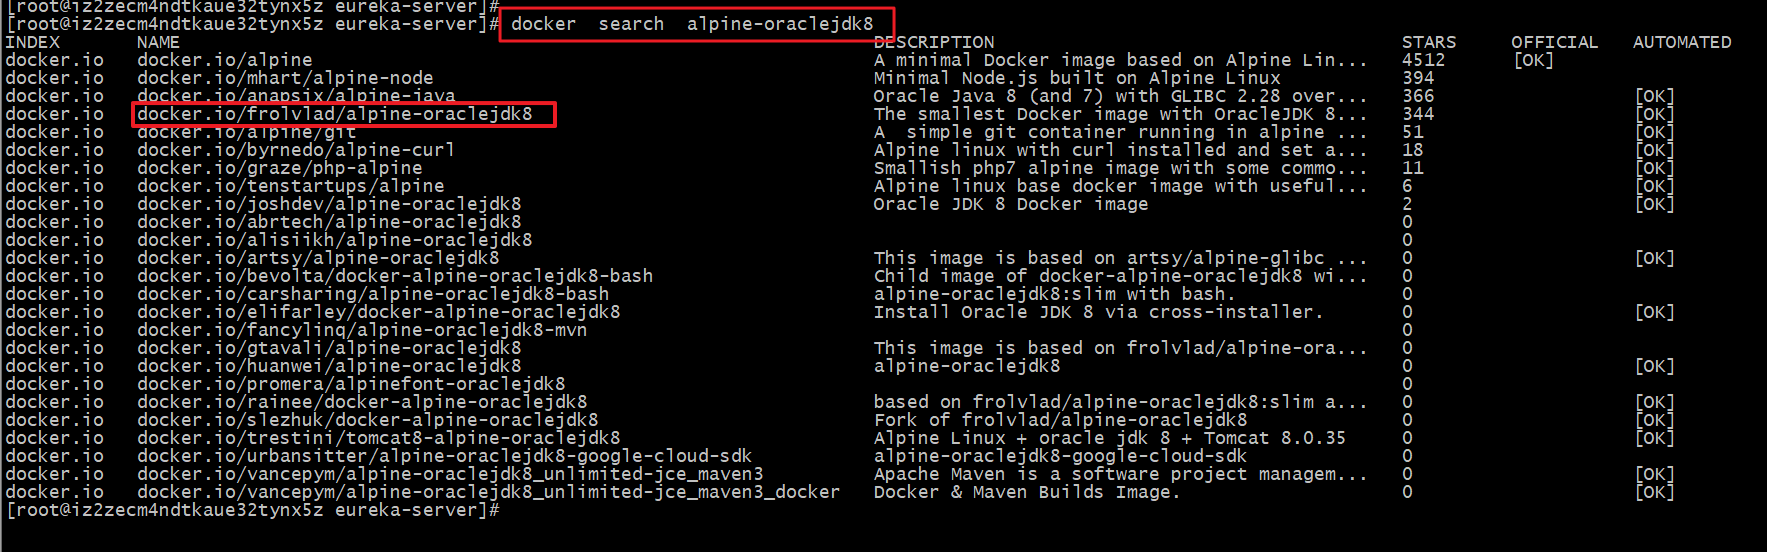 [root@iz2zecm4ndtkaue32tynx5z eureka-server]#
[root@iz2zecm4ndtkaue32tynx5z eureka-server]# docker  search  alpine-oraclejdk8
INDEX NAME DESCRIPTION STARS OFFICIAL AUTOMATED
docker.io docker.io/alpine A minimal Docker image based on Alpine Lin... 4512 [OK]
docker.io docker.io/mhart/alpine-node Minimal Node.js built on Alpine Linux 394
docker.io docker.io/anapsix/alpine-java Oracle Java 8 (and 7) with GLIBC 2.28 over... 366 [OK]
docker.io docker.io/frolvlad/alpine-oraclejdk8 The smallest Docker image with OracleJDK 8... 344 [OK]
docker.io docker.io/alpine/git A  simple git container running in alpine ... 51 [OK]
docker.io docker.io/byrnedo/alpine-curl Alpine linux with curl installed and set a... 18 [OK]
docker.io docker.io/graze/php-alpine Smallish php7 alpine image with some commo... 11 [OK]
docker.io docker.io/tenstartups/alpine Alpine linux base docker image with useful... 6 [OK]
docker.io docker.io/joshdev/alpine-oraclejdk8 Oracle JDK 8 Docker image 2 [OK]
docker.io docker.io/abrtech/alpine-oraclejdk8 0
docker.io docker.io/alisiikh/alpine-oraclejdk8 0
docker.io docker.io/artsy/alpine-oraclejdk8 This image is based on artsy/alpine-glibc ... 0 [OK]
docker.io docker.io/bevolta/docker-alpine-oraclejdk8-bash Child image of docker-alpine-oraclejdk8 wi... 0
docker.io docker.io/carsharing/alpine-oraclejdk8-bash alpine-oraclejdk8:slim with bash. 0
docker.io docker.io/elifarley/docker-alpine-oraclejdk8 Install Oracle JDK 8 via cross-installer. 0 [OK]
docker.io docker.io/fancylinq/alpine-oraclejdk8-mvn 0
docker.io docker.io/gtavali/alpine-oraclejdk8 This image is based on frolvlad/alpine-ora... 0
docker.io docker.io/huanwei/alpine-oraclejdk8 alpine-oraclejdk8 0 [OK]
docker.io docker.io/promera/alpinefont-oraclejdk8 0
docker.io docker.io/rainee/docker-alpine-oraclejdk8 based on frolvlad/alpine-oraclejdk8:slim a... 0 [OK]
docker.io docker.io/slezhuk/docker-alpine-oraclejdk8 Fork of frolvlad/alpine-oraclejdk8 0 [OK]
docker.io docker.io/trestini/tomcat8-alpine-oraclejdk8 Alpine Linux + oracle jdk 8 + Tomcat 8.0.35 0 [OK]
docker.io docker.io/urbansitter/alpine-oraclejdk8-google-cloud-sdk alpine-oraclejdk8-google-cloud-sdk 0
docker.io docker.io/vancepym/alpine-oraclejdk8_unlimited-jce_maven3 Apache Maven is a software project managem... 0 [OK]
docker.io docker.io/vancepym/alpine-oraclejdk8_unlimited-jce_maven3_docker Docker & Maven Builds Image. 0 [OK]
[root@iz2zecm4ndtkaue32tynx5z eureka-server]#